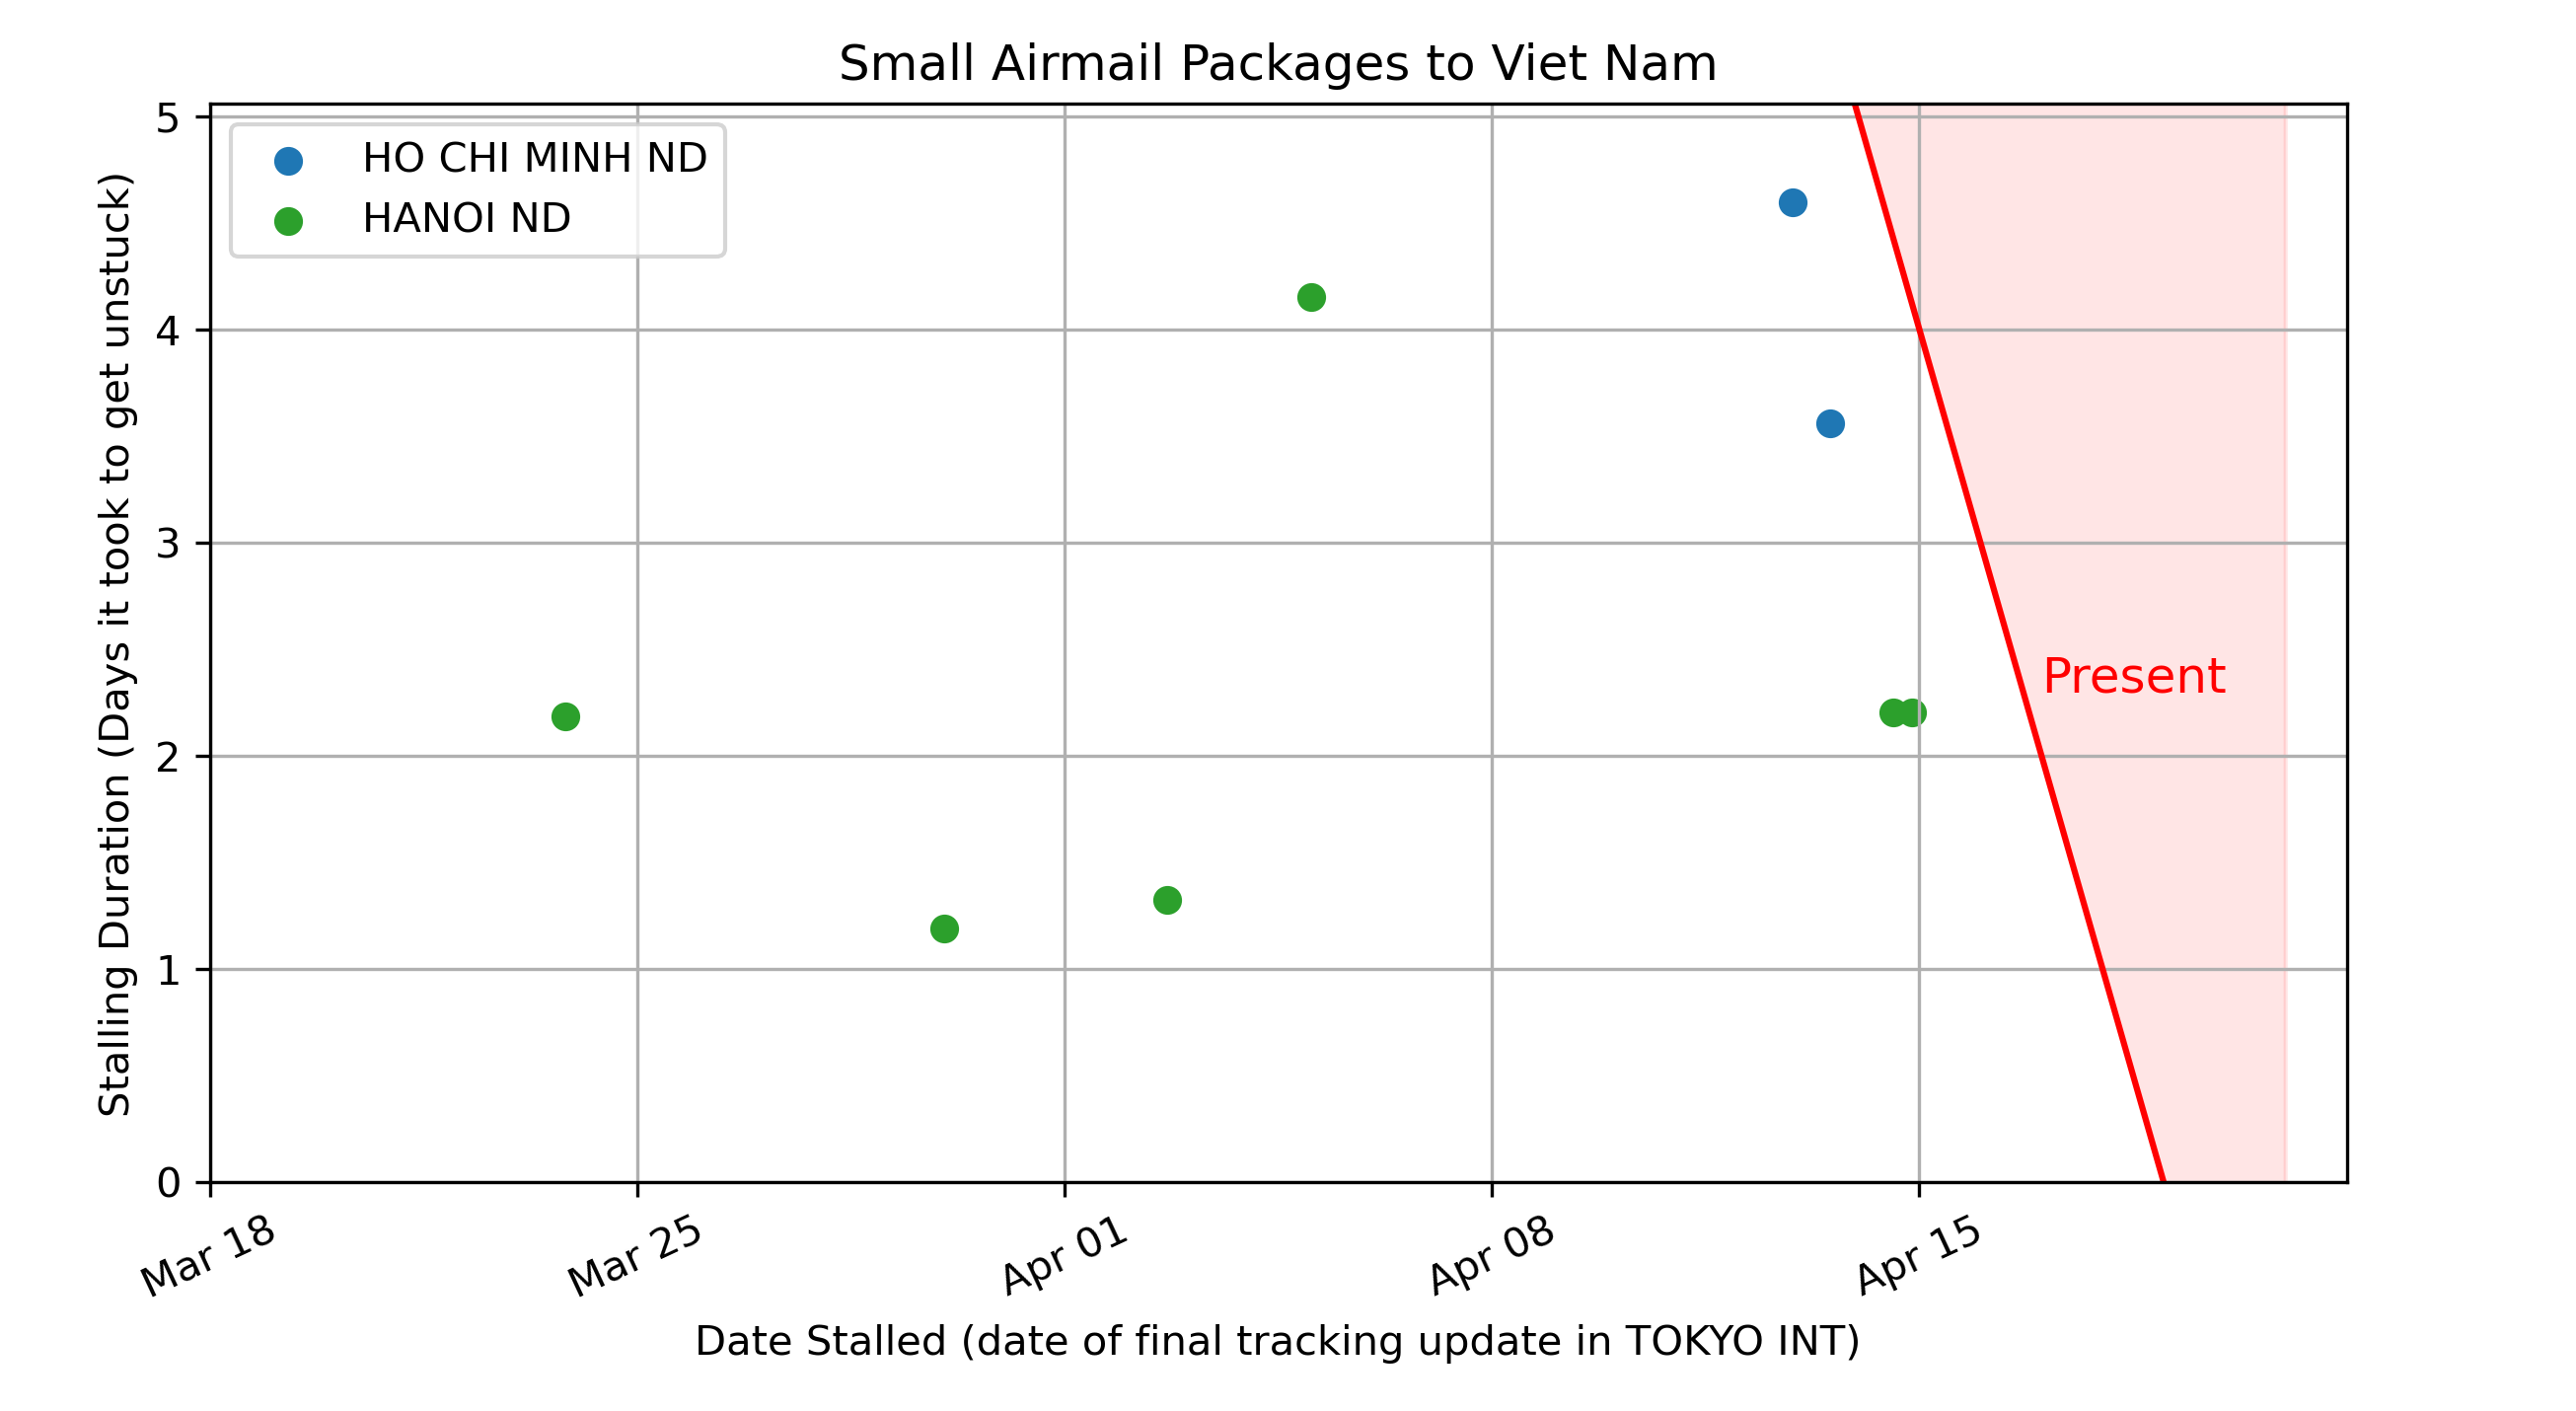 Small Airmail Packages to Viet Nam
HO CHI MINH ND
HANOI ND
Stalling Duration (Days it took to get unstuck)
5
4
3
2
1
0
Present
Mar 18
Mar 25
Apr 01
Apr 08
Apr 15
Date Stalled (date of final tracking update in TOKYO INT)